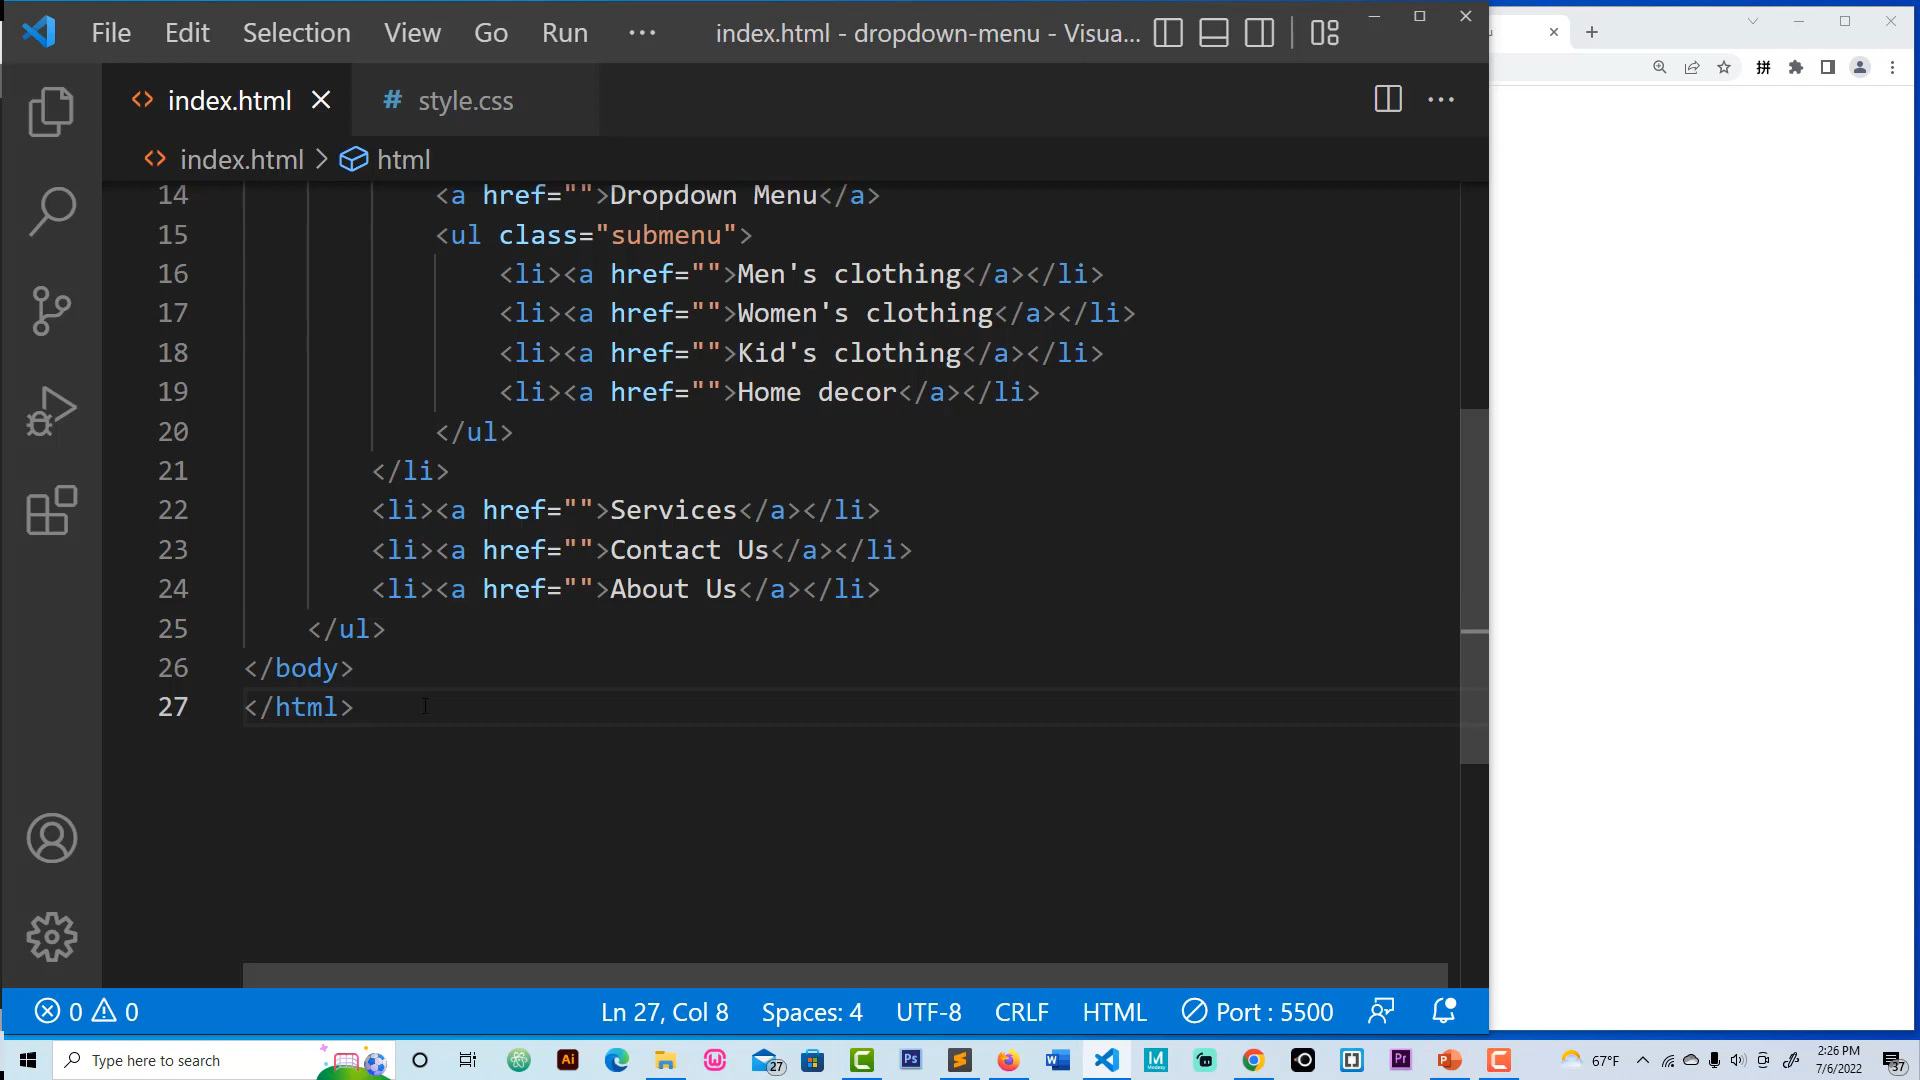 File Edit Selection View Go Run ··· index.html - dropdown-menu - Visua...
index.html # style.css
index.html > html
14 <a href="">Dropdown Menu</a>
15 <ul class="submenu">
16 <li><a href="">Men's clothing</a></li>
17 <li><a href="">Women's clothing</a></li>
18 <li><a href="">Kid's clothing</a></li>
19 <li><a href="">Home decor</a></li>
20 </ul>
21 </li>
22 <li><a href="">Services</a></li>
23 <li><a href="">Contact Us</a></li>
24 <li><a href="">About Us</a></li>
25 </ul>
26 </body>
27 </html>
0 0 Ln 27, Col 8 Spaces: 4 UTF-8 CRLF HTML Port : 5500
Type here to search Ai 27 Ps W M Pr 67°F 2:26 PM
7/6/2022 37